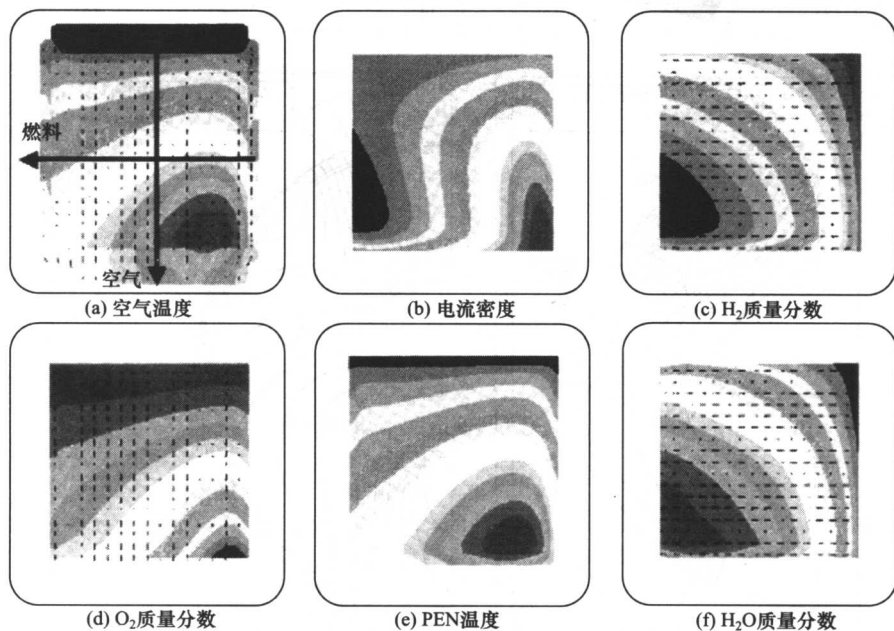 燃料
空气
(a) 空气温度
(b) 电流密度
(c) H₂质量分数
(d) O₂质量分数
(e) PEN温度
(f) H₂O质量分数